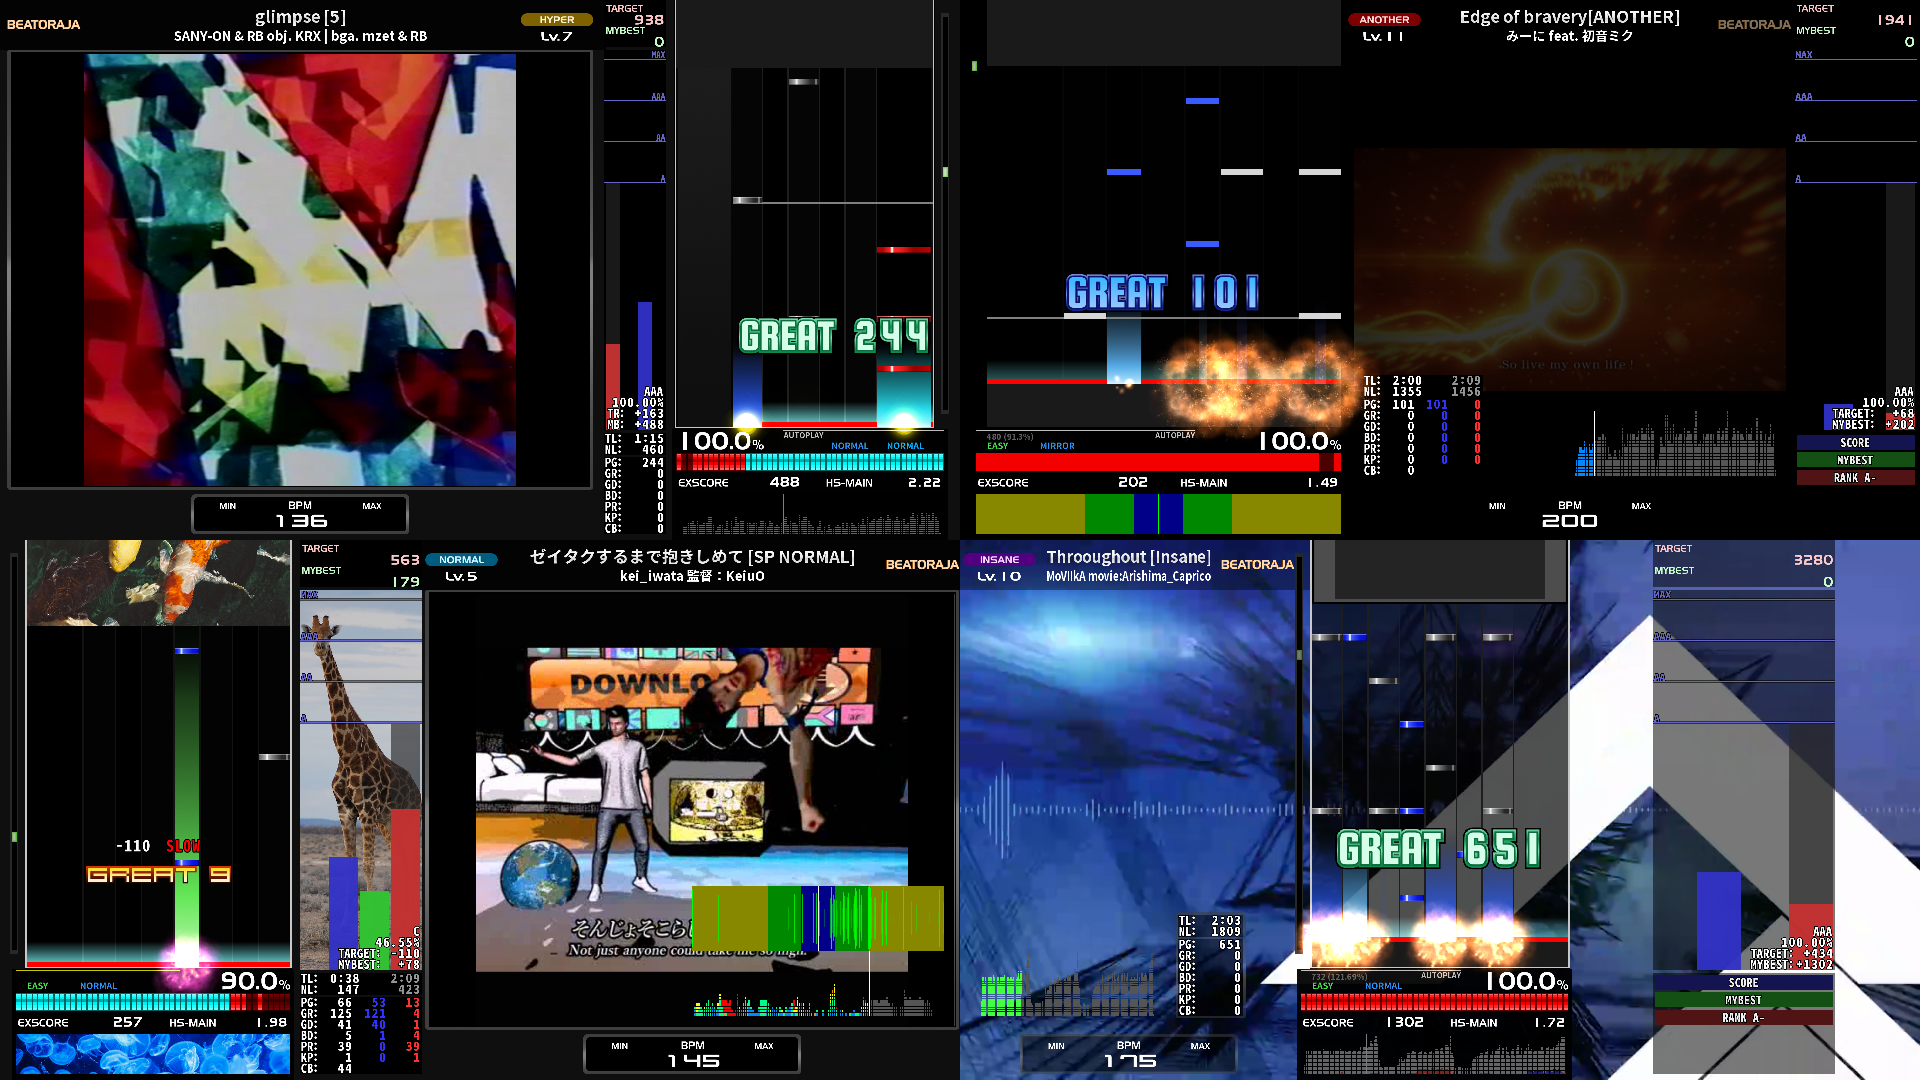 BEATORAJA
glimpse [5]
SANY-ON & RB obj. KRX | bga. mzet & RB
HYPER
Lv.7
TARGET
938
MYBEST
0
MAX
AAA
AA
A
AAA
100.00%
TR: +163
MB: +488
TL: 1:15
NL: 460
PG: 244
GR: 0
GD: 0
BD: 0
PR: 0
KP: 0
CB: 0
GREAT 244
100.0%
AUTOPLAY
NORMAL NORMAL
EXSCORE 488 HS-MAIN 2.22
MIN BPM MAX
136
ANOTHER
Lv.11
Edge of bravery[ANOTHER]
みーに feat. 初音ミク
BEATORAJA
TARGET
1941
MYBEST
0
MAX
AAA
AA
A
GREAT 101
So live my own life !
TL: 2:00 2:09
NL: 1355 1456
PG: 101 101 0
GR: 0 0 0
GD: 0 0 0
BD: 0 0 0
PR: 0 0 0
KP: 0 0 0
CB: 0
480 (91.3%)
EASY MIRROR
AUTOPLAY
100.0%
EXSCORE 202 HS-MAIN 1.49
AAA
100.00%
TARGET: +68
MYBEST: +202
SCORE
MYBEST
RANK A-
MIN BPM MAX
200
TARGET
563
MYBEST
179
MAX
AAA
AA
A
NORMAL
Lv.5
ゼイタクするまで抱きしめて [SP NORMAL]
kei_iwata 監督：KeiuO
BEATORAJA
DOWNLO
-110 SLOW
GREAT 9
C
46.55%
TARGET: -110
MYBEST: +78
EASY NORMAL
90.0%
EXSCORE 257 HS-MAIN 1.98
TL: 0:38 2:09
NL: 147 423
PG: 66 53 13
GR: 125 121 4
GD: 41 40 1
BD: 5 1 4
PR: 39 0 39
KP: 1 0 1
CB: 44
そんじょそこらじ
Not just anyone could take me so high.
MIN BPM MAX
145
INSANE
Lv.10
Throoughout [Insane]
MoVIIkA movie:Arishima_Caprico
BEATORAJA
TARGET
3280
MYBEST
0
MAX
AAA
AA
A
GREAT 651
TL: 2:03
NL: 1809
PG: 651
GR: 0
GD: 0
BD: 0
PR: 0
KP: 0
CB: 0
732 (121.69%)
EASY NORMAL
AUTOPLAY
100.0%
EXSCORE 1302 HS-MAIN 1.72
AAA
100.00%
TARGET: +434
MYBEST: +1302
SCORE
MYBEST
RANK A-
MIN BPM MAX
175